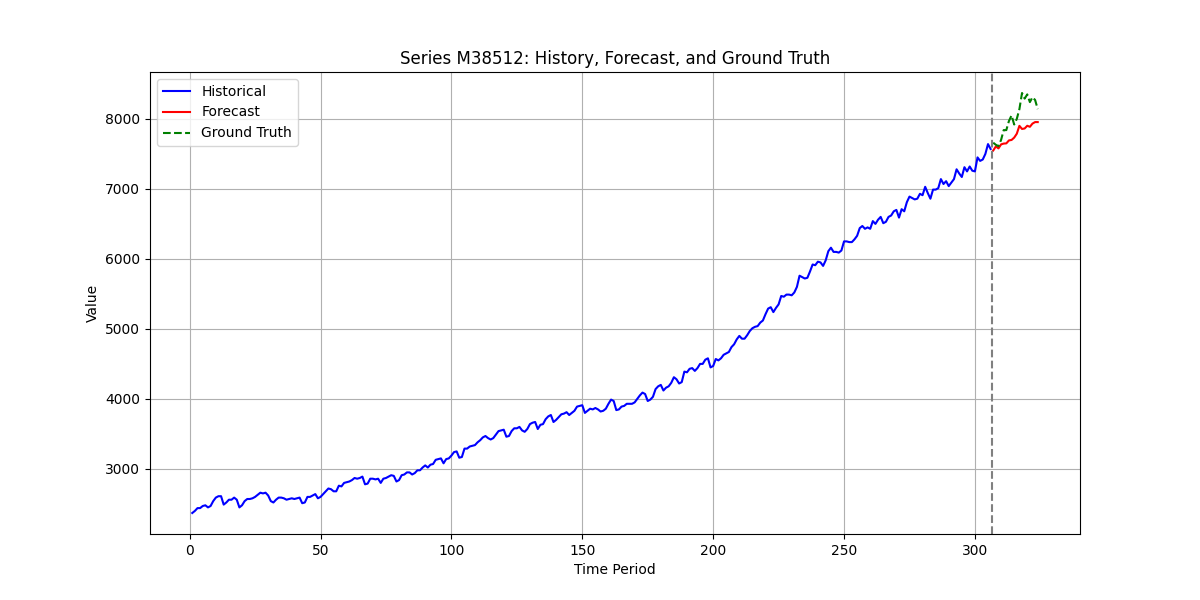 Series M38512: History, Forecast, and Ground Truth
Historical
Forecast
Ground Truth
8000
7000
6000
5000
4000
3000
Value
0 50 100 150 200 250 300
Time Period